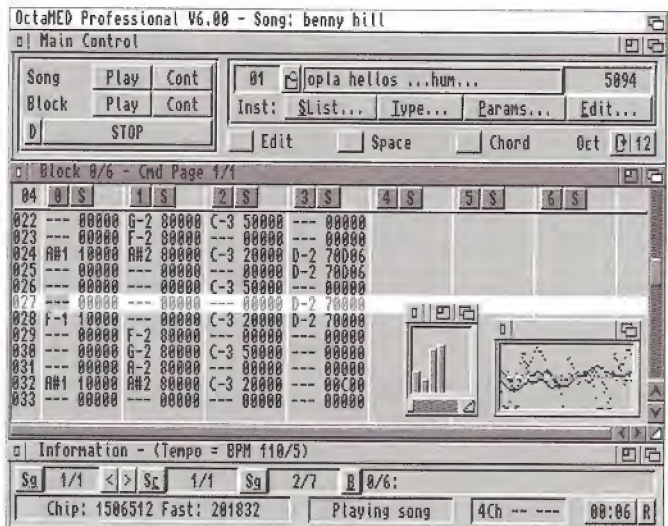 OctaMED Professional V6.00 - Song: benny hill
Main Control
Song Play Cont
Block Play Cont
D STOP
01 opla hellos ...hum... 5094
Inst: SList... Type... Params... Edit...
Edit Space Chord Oct 12
Block 0/6 - Cmd Page 1/1
04 0 S 1 S 2 S 3 S 4 S 5 S 6 S
022 --- 00000 G-2 80000 C-3 50000 --- 00000
023 --- 00000 F-2 80000 --- 00000 --- 00000
024 A#1 10000 A#2 80000 C-3 20000 D-2 70D06
025 --- 00000 --- 00000 --- 00000 D-2 70D06
026 --- 00000 --- 00000 C-3 50000 --- 00000
027 --- 00000 --- 00000 --- 00000 D-2 70000
028 F-1 10000 --- 00000 C-3 20000 D-2 70000
029 --- 00000 F-2 80000 --- 00000 --- 00000
030 --- 00000 G-2 80000 C-3 50000 --- 00000
031 --- 00000 A-2 80000 --- 00000 --- 00000
032 A#1 10000 A#2 80000 C-3 20000 --- 00C00
033 --- 00000 --- 00000 --- 00000 --- 00000
Information - (Tempo = BPM 110/5)
Sg 1/1 < > Sc 1/1 Sq 2/7 B 0/6:
Chip: 1506512 Fast: 201832 Playing song 4Ch -- --- 00:06 R